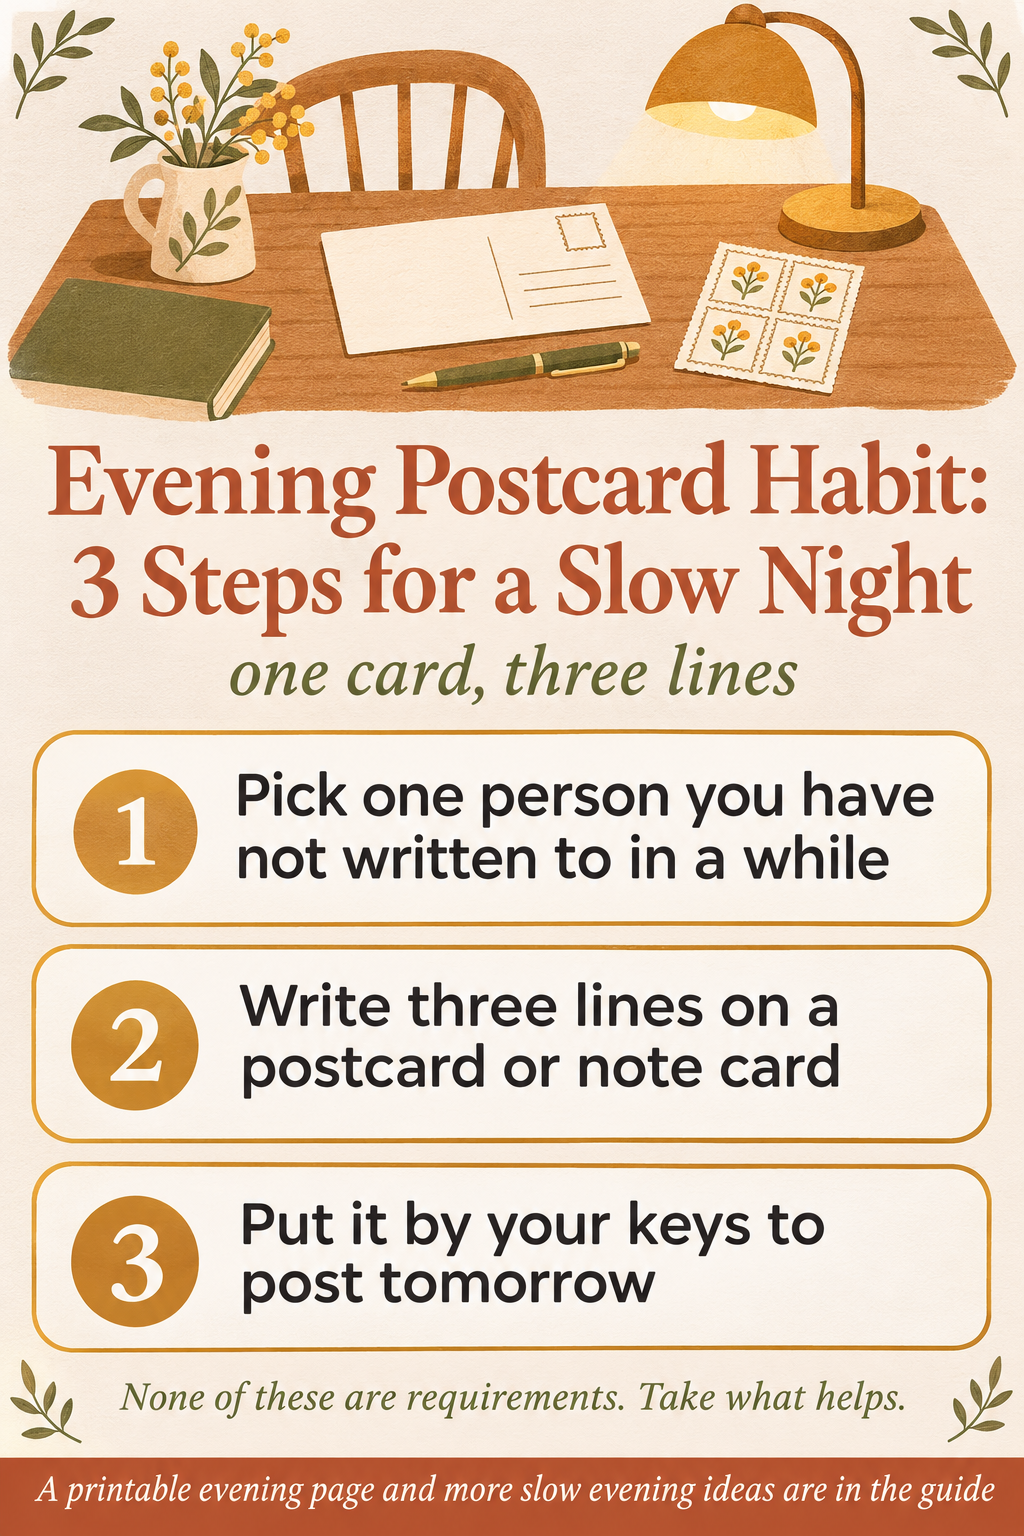 Evening Postcard Habit:
3 Steps for a Slow Night
one card, three lines
1
Pick one person you have
not written to in a while
2
Write three lines on a
postcard or note card
3
Put it by your keys to
post tomorrow
None of these are requirements. Take what helps.
A printable evening page and more slow evening ideas are in the guide